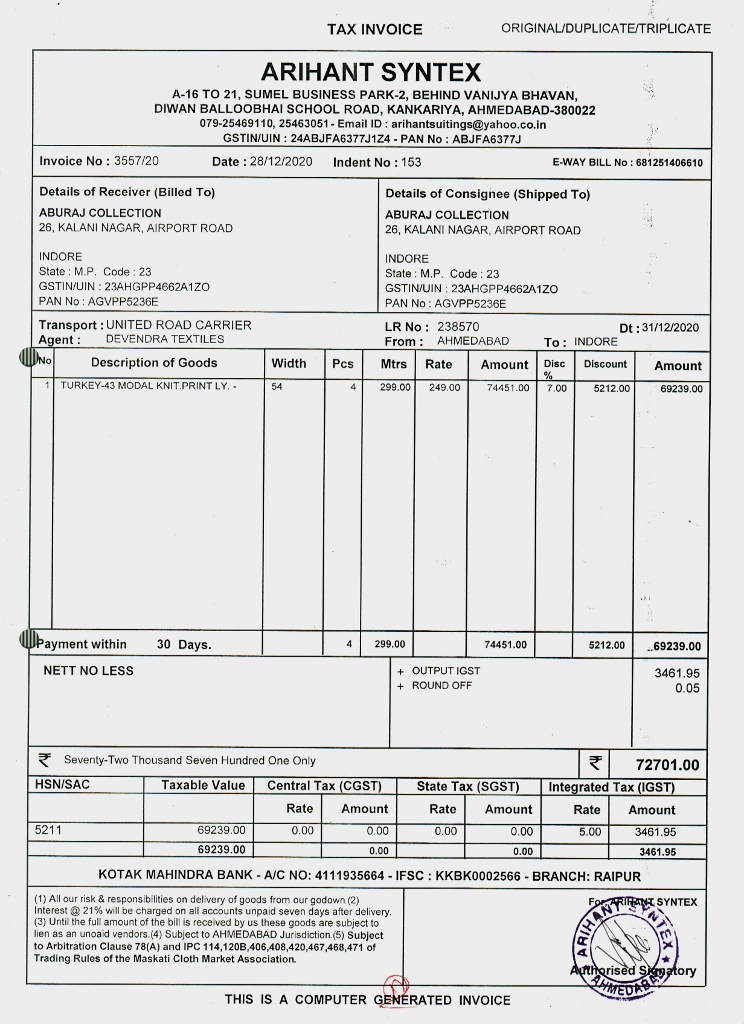 TAX INVOICE
ORIGINAL/DUPLICATE/TRIPLICATE
ARIHANT SYNTEX
A-16 TO 21, SUMEL BUSINESS PARK-2, BEHIND VANIJYA BHAVAN,
DIWAN BALLOOBHAI SCHOOL ROAD, KANKARIYA, AHMEDABAD-380022
079-25469110, 25463051 - Email ID : arihantsuitings@yahoo.co.in
GSTIN/UIN : 24ABJFA6377J1Z4 - PAN No : ABJFA6377J
Invoice No : 3557/20 Date : 28/12/2020 Indent No : 153 E-WAY BILL No : 681251406610
Details of Receiver (Billed To)
ABURAJ COLLECTION
26, KALANI NAGAR, AIRPORT ROAD
INDORE
State : M.P. Code : 23
GSTIN/UIN : 23AHGPP4662A1ZO
PAN No : AGVPP5236E
Details of Consignee (Shipped To)
ABURAJ COLLECTION
26, KALANI NAGAR, AIRPORT ROAD
INDORE
State : M.P. Code : 23
GSTIN/UIN : 23AHGPP4662A1ZO
PAN No : AGVPP5236E
Transport : UNITED ROAD CARRIER LR No : 238570 Dt : 31/12/2020
Agent : DEVENDRA TEXTILES From : AHMEDABAD To : INDORE
No Description of Goods Width Pcs Mtrs Rate Amount Disc % Discount Amount
1 TURKEY-43 MODAL KNIT.PRINT LY. - 54 4 299.00 249.00 74451.00 7.00 5212.00 69239.00
Payment within 30 Days. 4 299.00 74451.00 5212.00 69239.00
NETT NO LESS
+ OUTPUT IGST 3461.95
+ ROUND OFF 0.05
₹ Seventy-Two Thousand Seven Hundred One Only ₹ 72701.00
HSN/SAC Taxable Value Central Tax (CGST) State Tax (SGST) Integrated Tax (IGST)
Rate Amount Rate Amount Rate Amount
5211 69239.00 0.00 0.00 0.00 0.00 5.00 3461.95
69239.00 0.00 0.00 3461.95
KOTAK MAHINDRA BANK - A/C NO: 4111935664 - IFSC : KKBK0002566 - BRANCH: RAIPUR
(1) All our risk & responsibilities on delivery of goods from our godown.(2)
Interest @ 21% will be charged on all accounts unpaid seven days after delivery.
(3) Until the full amount of the bill is received by us these goods are subject to
lien as an unoaid vendors.(4) Subject to AHMEDABAD Jurisdiction.(5) Subject
to Arbitration Clause 78(A) and IPC 114,120B,406,408,420,467,468,471 of
Trading Rules of the Maskati Cloth Market Association.
For ARIHANT SYNTEX
ARIHANT SYNTEX
AHMEDABAD
Authorised Signatory
THIS IS A COMPUTER GENERATED INVOICE